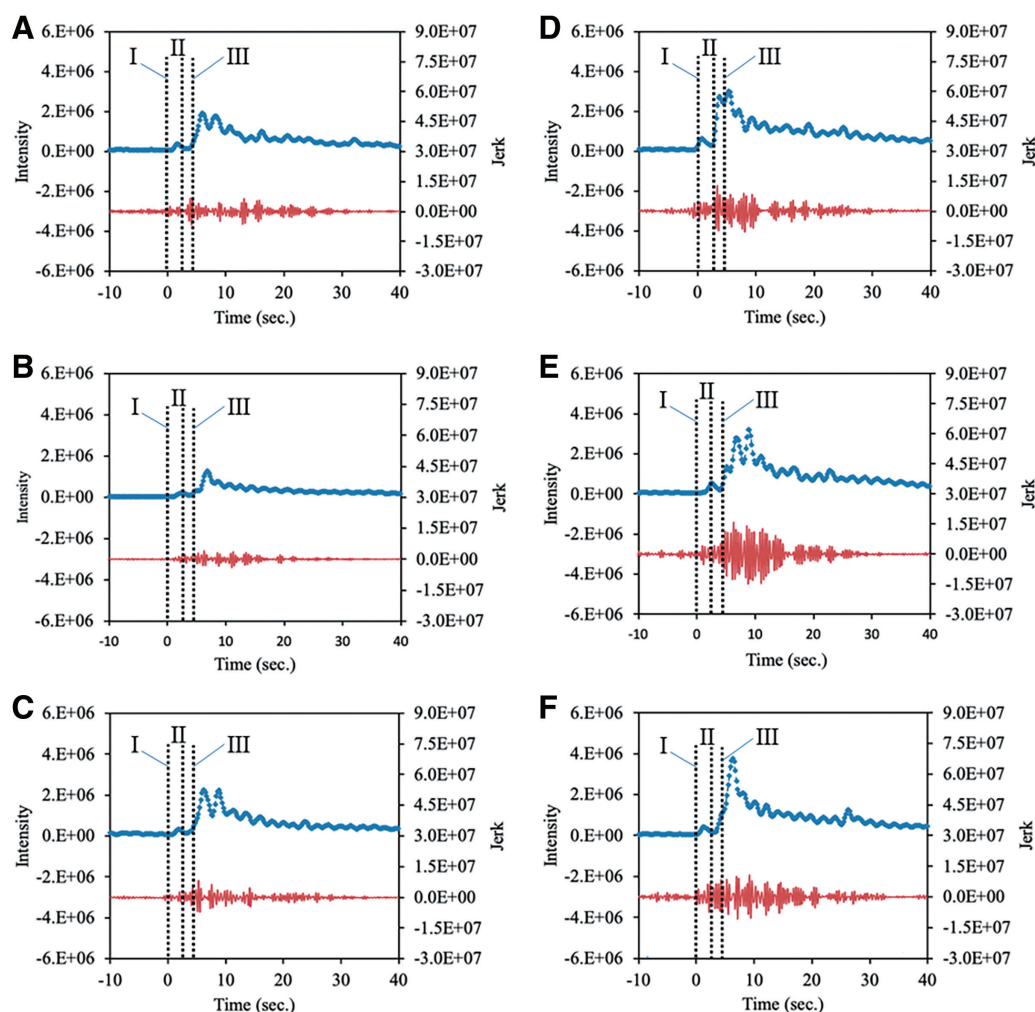 A
I II III
6.E+06
4.E+06
2.E+06
0.E+00
-2.E+06
-4.E+06
-6.E+06
Intensity
9.0E+07
7.5E+07
6.0E+07
4.5E+07
3.0E+07
1.5E+07
0.0E+00
-1.5E+07
-3.0E+07
Jerk
-10 0 10 20 30 40
Time (sec.)
D
I II III
6.E+06
4.E+06
2.E+06
0.E+00
-2.E+06
-4.E+06
-6.E+06
Intensity
9.0E+07
7.5E+07
6.0E+07
4.5E+07
3.0E+07
1.5E+07
0.0E+00
-1.5E+07
-3.0E+07
Jerk
-10 0 10 20 30 40
Time (sec.)
B
I II III
6.E+06
4.E+06
2.E+06
0.E+00
-2.E+06
-4.E+06
-6.E+06
Intensity
9.0E+07
7.5E+07
6.0E+07
4.5E+07
3.0E+07
1.5E+07
0.0E+00
-1.5E+07
-3.0E+07
Jerk
-10 0 10 20 30 40
Time (sec.)
E
I II III
6.E+06
4.E+06
2.E+06
0.E+00
-2.E+06
-4.E+06
-6.E+06
Intensity
9.0E+07
7.5E+07
6.0E+07
4.5E+07
3.0E+07
1.5E+07
0.0E+00
-1.5E+07
-3.0E+07
Jerk
-10 0 10 20 30 40
Time (sec.)
C
I II III
6.E+06
4.E+06
2.E+06
0.E+00
-2.E+06
-4.E+06
-6.E+06
Intensity
9.0E+07
7.5E+07
6.0E+07
4.5E+07
3.0E+07
1.5E+07
0.0E+00
-1.5E+07
-3.0E+07
Jerk
-10 0 10 20 30 40
Time (sec.)
F
I II III
6.E+06
4.E+06
2.E+06
0.E+00
-2.E+06
-4.E+06
-6.E+06
Intensity
9.0E+07
7.5E+07
6.0E+07
4.5E+07
3.0E+07
1.5E+07
0.0E+00
-1.5E+07
-3.0E+07
Jerk
-10 0 10 20 30 40
Time (sec.)